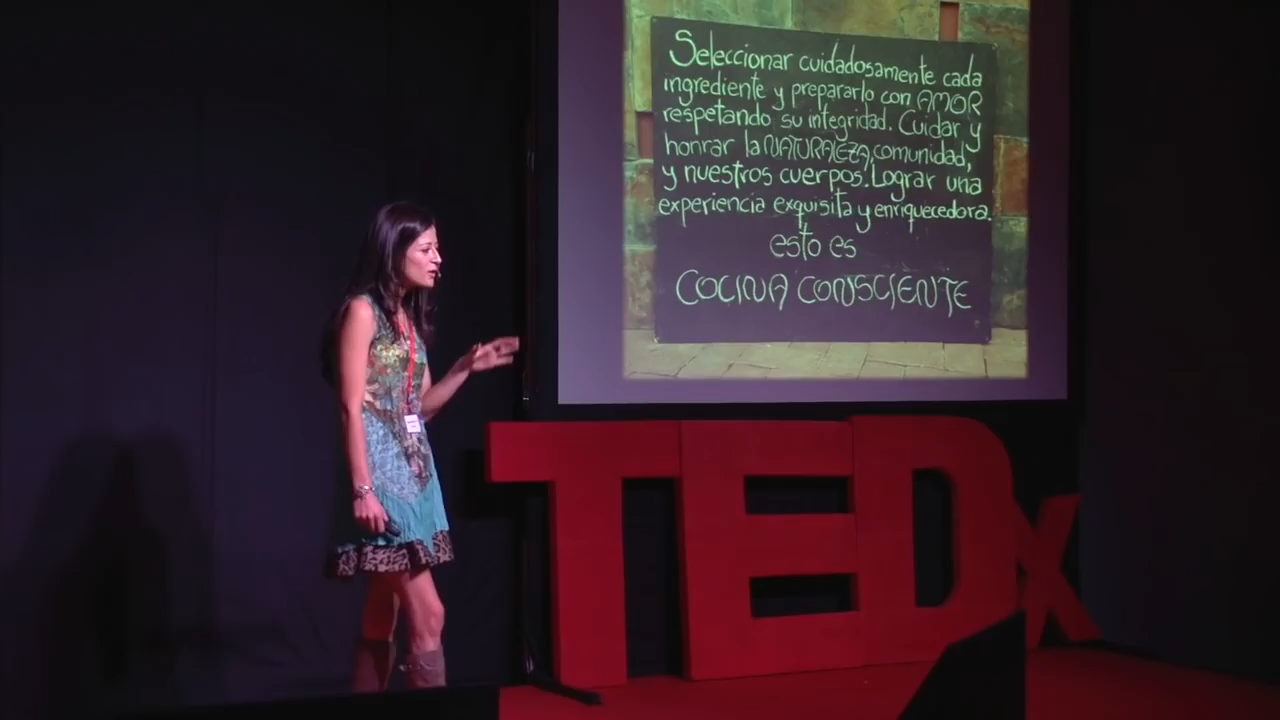 Seleccionar cuidadosamente cada
ingrediente y prepararlo con AMOR
respetando su integridad. Cuidar y
honrar la NATURALEZA, comunidad,
y nuestros cuerpos. Lograr una
experiencia exquisita y enriquecedora.
esto es
COCINA CONSCIENTE
TEDx